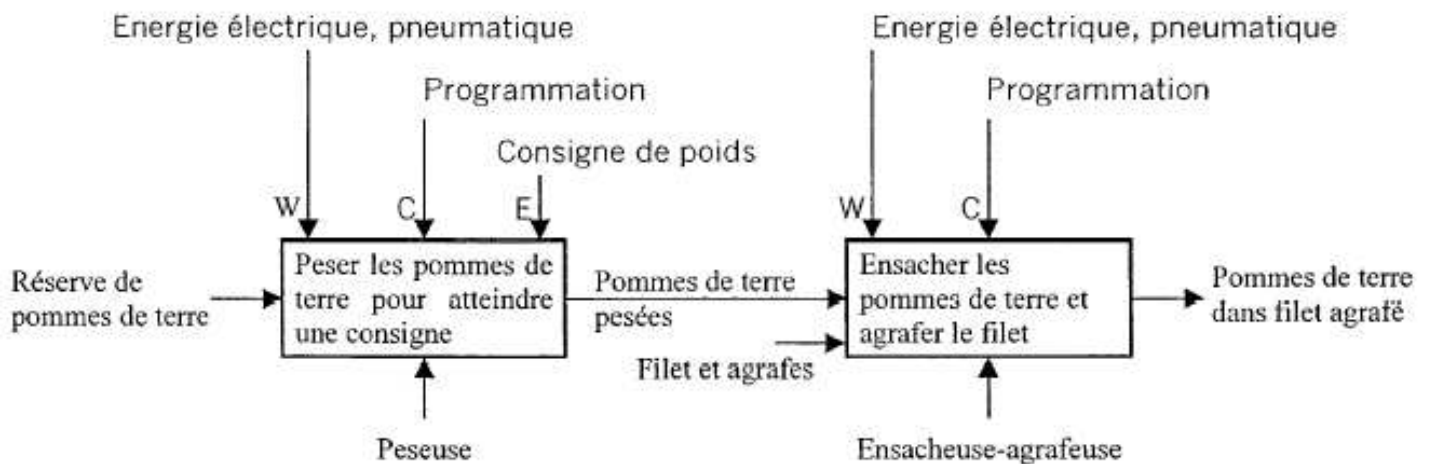 Energie électrique, pneumatique
Energie électrique, pneumatique
Programmation
Programmation
Consigne de poids
W
C
E
W
C
Réserve de
pommes de terre
Peser les pommes de
terre pour atteindre
une consigne
Pommes de terre
pesées
Filet et agrafes
Ensacher les
pommes de terre et
agrafer le filet
Pommes de terre
dans filet agrafé
Peseuse
Ensacheuse-agrafeuse